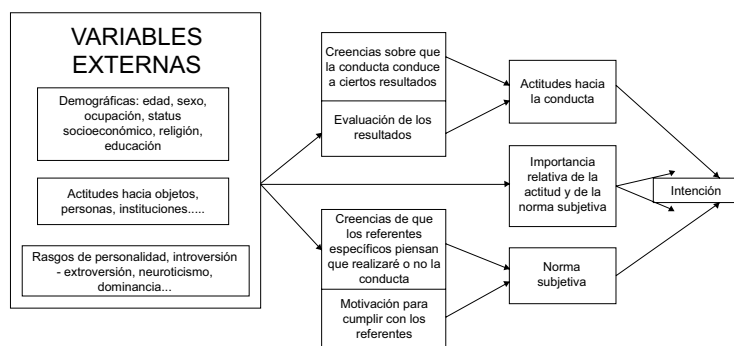 VARIABLES
EXTERNAS
Demográficas: edad, sexo,
ocupación, status
socioeconómico, religión,
educación
Actitudes hacia objetos,
personas, instituciones.....
Rasgos de personalidad, introversión
- extroversión, neuroticismo,
dominancia...
Creencias sobre que
la conducta conduce
a ciertos resultados
Evaluación de los
resultados
Creencias de que
los referentes
específicos piensan
que realizaré o no la
conducta
Motivación para
cumplir con los
referentes
Actitudes hacia
la conducta
Importancia
relativa de la
actitud y de la
norma subjetiva
Norma
subjetiva
Intención